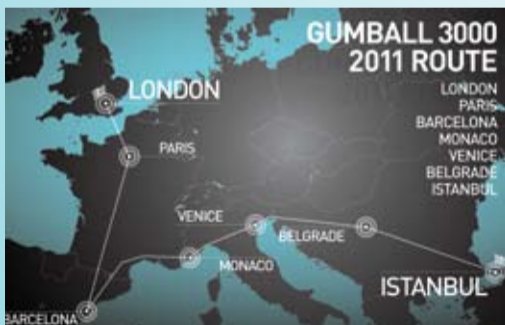 GUMBALL 3000
2011 ROUTE
LONDON
PARIS
BARCELONA
MONACO
VENICE
BELGRADE
ISTANBUL
LONDON
PARIS
VENICE
BELGRADE
MONACO
ISTANBUL
BARCELONA